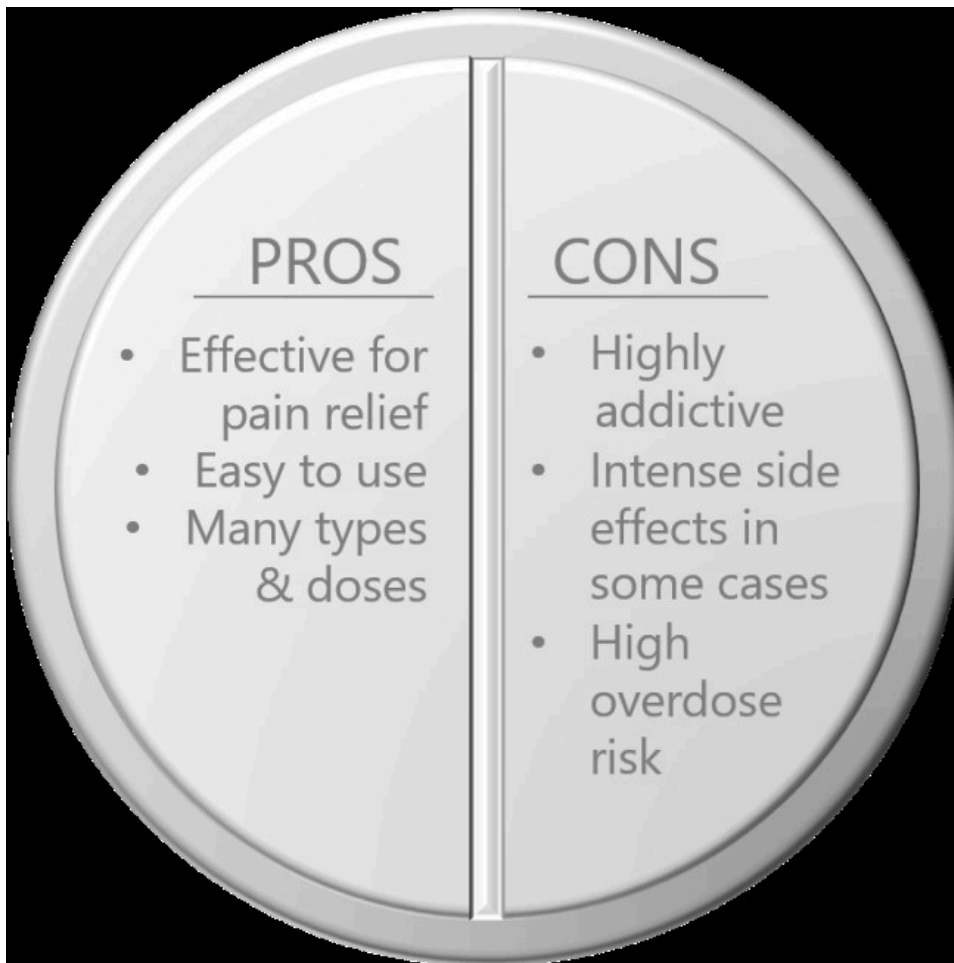 PROS
• Effective for
pain relief
• Easy to use
• Many types
& doses
CONS
• Highly
addictive
• Intense side
effects in
some cases
• High
overdose
risk